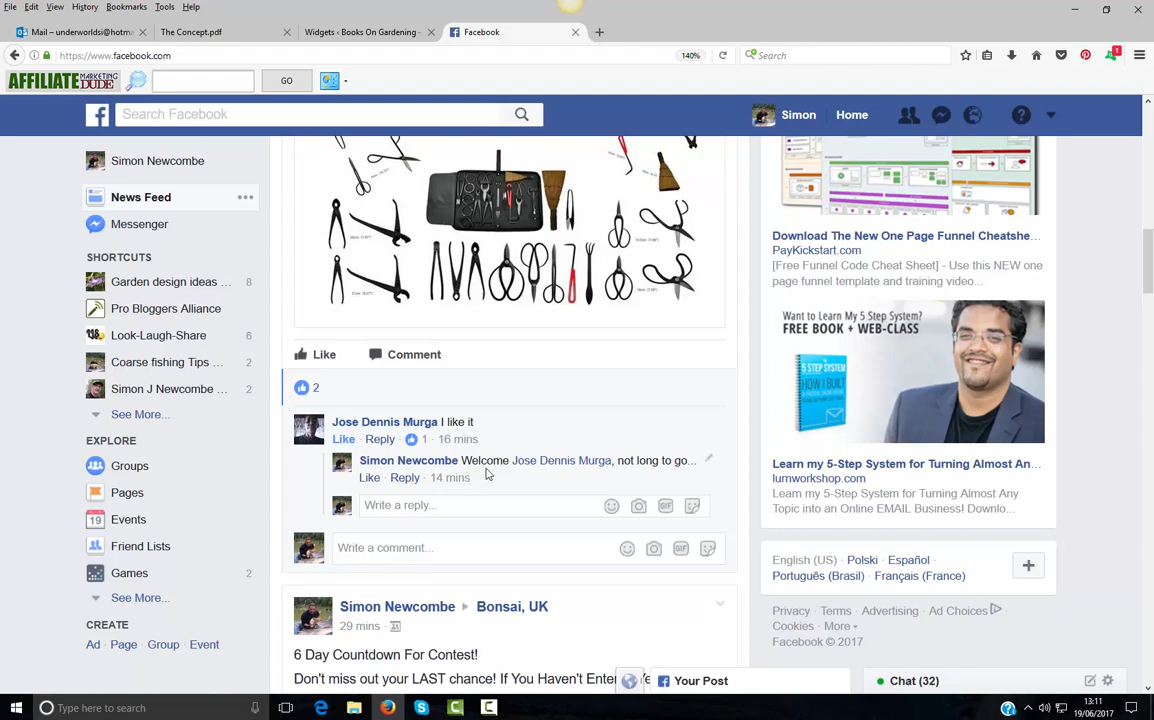 File Edit View History Bookmarks Tools Help
Mail – underworldsi@hotm
The Concept.pdf
Widgets ‹ Books On Gardening -
Facebook
https://www.facebook.com
140%
Search
AFFILIATE MARKETING DUDE
GO
1
Search Facebook
Simon
Home
Simon Newcombe
News Feed
Messenger
SHORTCUTS
Garden design ideas ... 8
Pro Bloggers Alliance
Look-Laugh-Share 6
Coarse fishing Tips ... 2
Simon J Newcombe ... 2
See More...
EXPLORE
Groups
Pages
19 Events
Friend Lists
Games 2
See More...
CREATE
Ad · Page · Group · Event
Like Comment
2
Jose Dennis Murga I like it
Like · Reply · 1 · 16 mins
Simon Newcombe Welcome Jose Dennis Murga, not long to go...
Like · Reply · 14 mins
Write a reply...
GIF
Write a comment...
GIF
Simon Newcombe ▸ Bonsai, UK
29 mins ·
6 Day Countdown For Contest!
Don't miss out your LAST chance! If You Haven't Enter
Download The New One Page Funnel Cheatshe...
PayKickstart.com
[Free Funnel Code Cheat Sheet] - Use this NEW one
page funnel template and training video...
Want to Learn My 5 Step System?
FREE BOOK + WEB-CLASS
5 STEP SYSTEM
HOW I BUILT
Learn my 5-Step System for Turning Almost An...
lurnworkshop.com
Learn my 5-Step System for Turning Almost Any
Topic into an Online EMAIL Business! Downlo...
English (US) · Polski · Español ·
Português (Brasil) · Français (France)
Privacy · Terms · Advertising · Ad Choices
Cookies · More
Facebook © 2017
Your Post
Chat (32)
Type here to search
13:11
19/06/2017